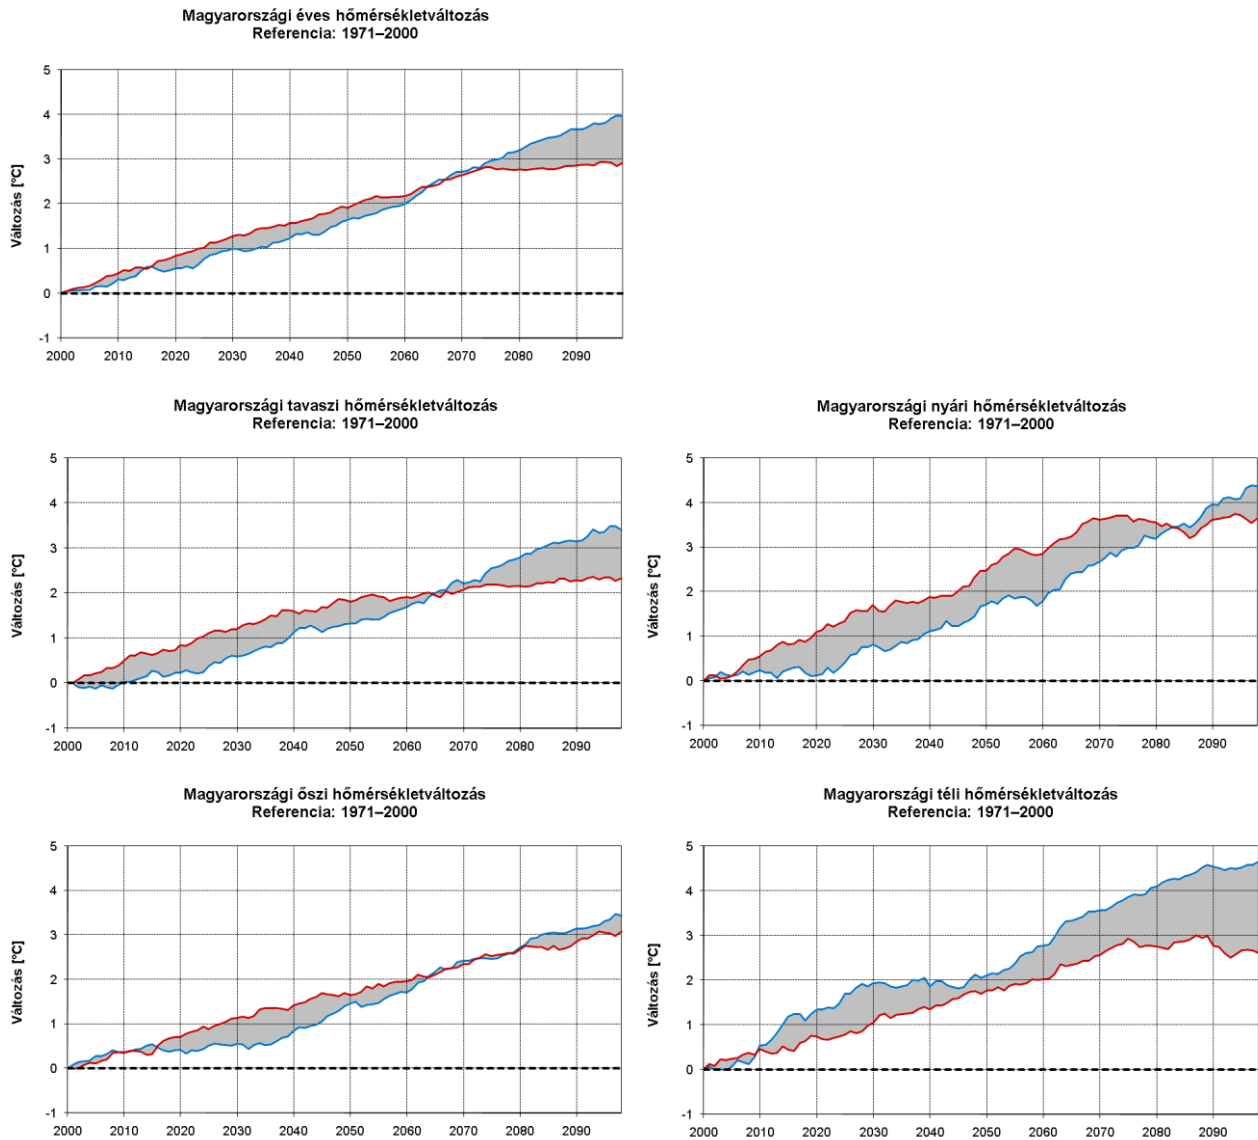 Magyarországi éves hőmérsékletváltozás
Referencia: 1971–2000
Változás [°C]
5
4
3
2
1
0
-1
2000 2010 2020 2030 2040 2050 2060 2070 2080 2090
Magyarországi tavaszi hőmérsékletváltozás
Referencia: 1971–2000
Változás [°C]
5
4
3
2
1
0
-1
2000 2010 2020 2030 2040 2050 2060 2070 2080 2090
Magyarországi nyári hőmérsékletváltozás
Referencia: 1971–2000
Változás [°C]
5
4
3
2
1
0
-1
2000 2010 2020 2030 2040 2050 2060 2070 2080 2090
Magyarországi őszi hőmérsékletváltozás
Referencia: 1971–2000
Változás [°C]
5
4
3
2
1
0
-1
2000 2010 2020 2030 2040 2050 2060 2070 2080 2090
Magyarországi téli hőmérsékletváltozás
Referencia: 1971–2000
Változás [°C]
5
4
3
2
1
0
-1
2000 2010 2020 2030 2040 2050 2060 2070 2080 2090